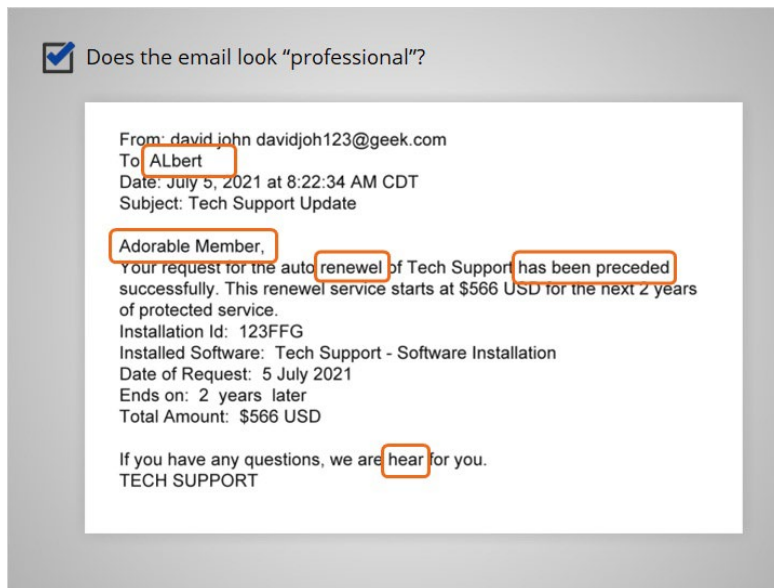 Does the email look “professional”?
From: david john davidjoh123@geek.com
To ALbert
Date: July 5, 2021 at 8:22:34 AM CDT
Subject: Tech Support Update
Adorable Member,
Your request for the auto renewel of Tech Support has been preceded
successfully. This renewel service starts at $566 USD for the next 2 years
of protected service.
Installation Id: 123FFG
Installed Software: Tech Support - Software Installation
Date of Request: 5 July 2021
Ends on: 2 years later
Total Amount: $566 USD
If you have any questions, we are hear for you.
TECH SUPPORT